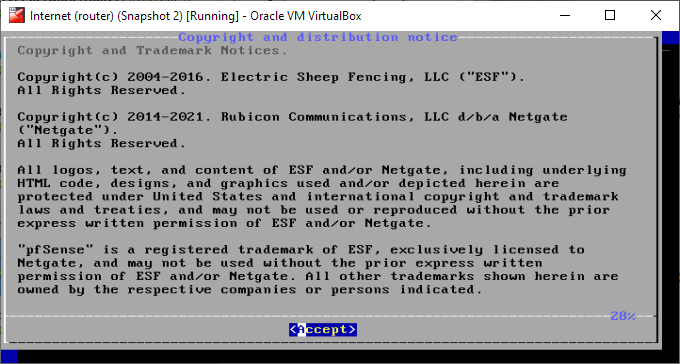 Internet (router) (Snapshot 2) [Running] - Oracle VM VirtualBox
Copyright and distribution notice
Copyright and Trademark Notices.
Copyright(c) 2004-2016. Electric Sheep Fencing, LLC ("ESF").
All Rights Reserved.
Copyright(c) 2014-2021. Rubicon Communications, LLC d/b/a Netgate
("Netgate").
All Rights Reserved.
All logos, text, and content of ESF and/or Netgate, including underlying
HTML code, designs, and graphics used and/or depicted herein are
protected under United States and international copyright and trademark
laws and treaties, and may not be used or reproduced without the prior
express written permission of ESF and/or Netgate.
"pfSense" is a registered trademark of ESF, exclusively licensed to
Netgate, and may not be used without the prior express written
permission of ESF and/or Netgate. All other trademarks shown herein are
owned by the respective companies or persons indicated.
28%
<Accept>